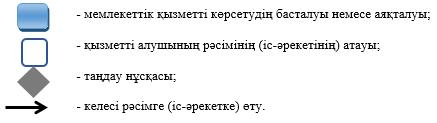 - мемлекеттік қызметті көрсетудің басталуы немесе аяқталуы;
- қызметті алушының рәсімінің (іс-әрекетінің) атауы;
- таңдау нұсқасы;
- келесі рәсімге (іс-әрекетке) өту.